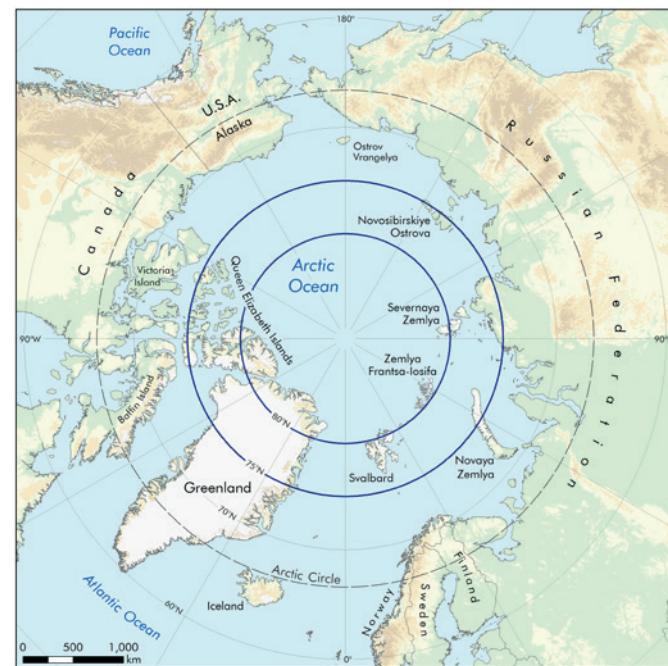 180°
Pacific
Ocean
U.S.A.
Alaska
Ostrov
Vrangelya
Russian Federation
Canada
Novosibirskiye
Ostrova
Victoria
Island
Queen Elizabeth Islands
Arctic
Ocean
Severnaya
Zemlya
90°W
90°E
Zemlya
Frantsa-Iosifa
Baffin Island
80°N
75°N
70°N
Svalbard
Novaya
Zemlya
Greenland
Arctic Circle
Atlantic Ocean
60°N
Iceland
Norway
Sweden
Finland
0 500 1,000
km
0°